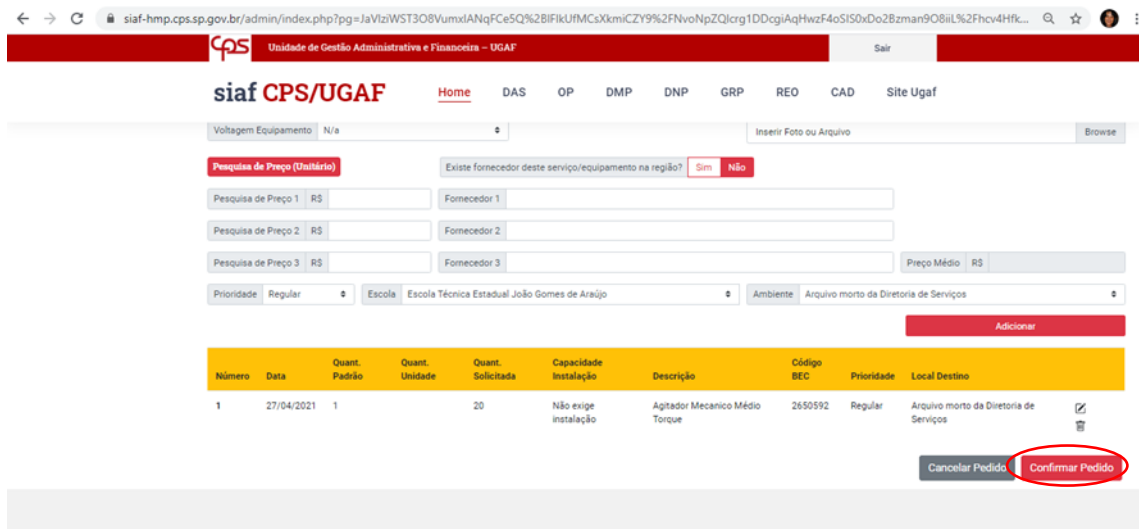 siaf-hmp.cps.sp.gov.br/admin/index.php?pg=JaVIziWST3O8VumxlANqFCe5Q%2BIFlkUfMCsXkmiCZY9%2FNvoNpZQlcrg1DDcgiAqHwzF4oSIS0xDo2Bzman9O8iiL%2Fhcv4Hfk...
cps Unidade de Gestão Administrativa e Financeira – UGAF Sair
siaf CPS/UGAF Home DAS OP DMP DNP GRP REO CAD Site Ugaf
Voltagem Equipamento N/a Inserir Foto ou Arquivo Browse
Pesquisa de Preço (Unitário) Existe fornecedor deste serviço/equipamento na região? Sim Não
Pesquisa de Preço 1 R$ Fornecedor 1
Pesquisa de Preço 2 R$ Fornecedor 2
Pesquisa de Preço 3 R$ Fornecedor 3 Preço Médio R$
Prioridade Regular Escola Escola Técnica Estadual João Gomes de Araújo Ambiente Arquivo morto da Diretoria de Serviços
Adicionar
Número Data Quant. Padrão Quant. Unidade Quant. Solicitada Capacidade Instalação Descrição Código BEC Prioridade Local Destino
1 27/04/2021 1 20 Não exige instalação Agitador Mecanico Médio Torque 2650592 Regular Arquivo morto da Diretoria de Serviços
Cancelar Pedido Confirmar Pedido